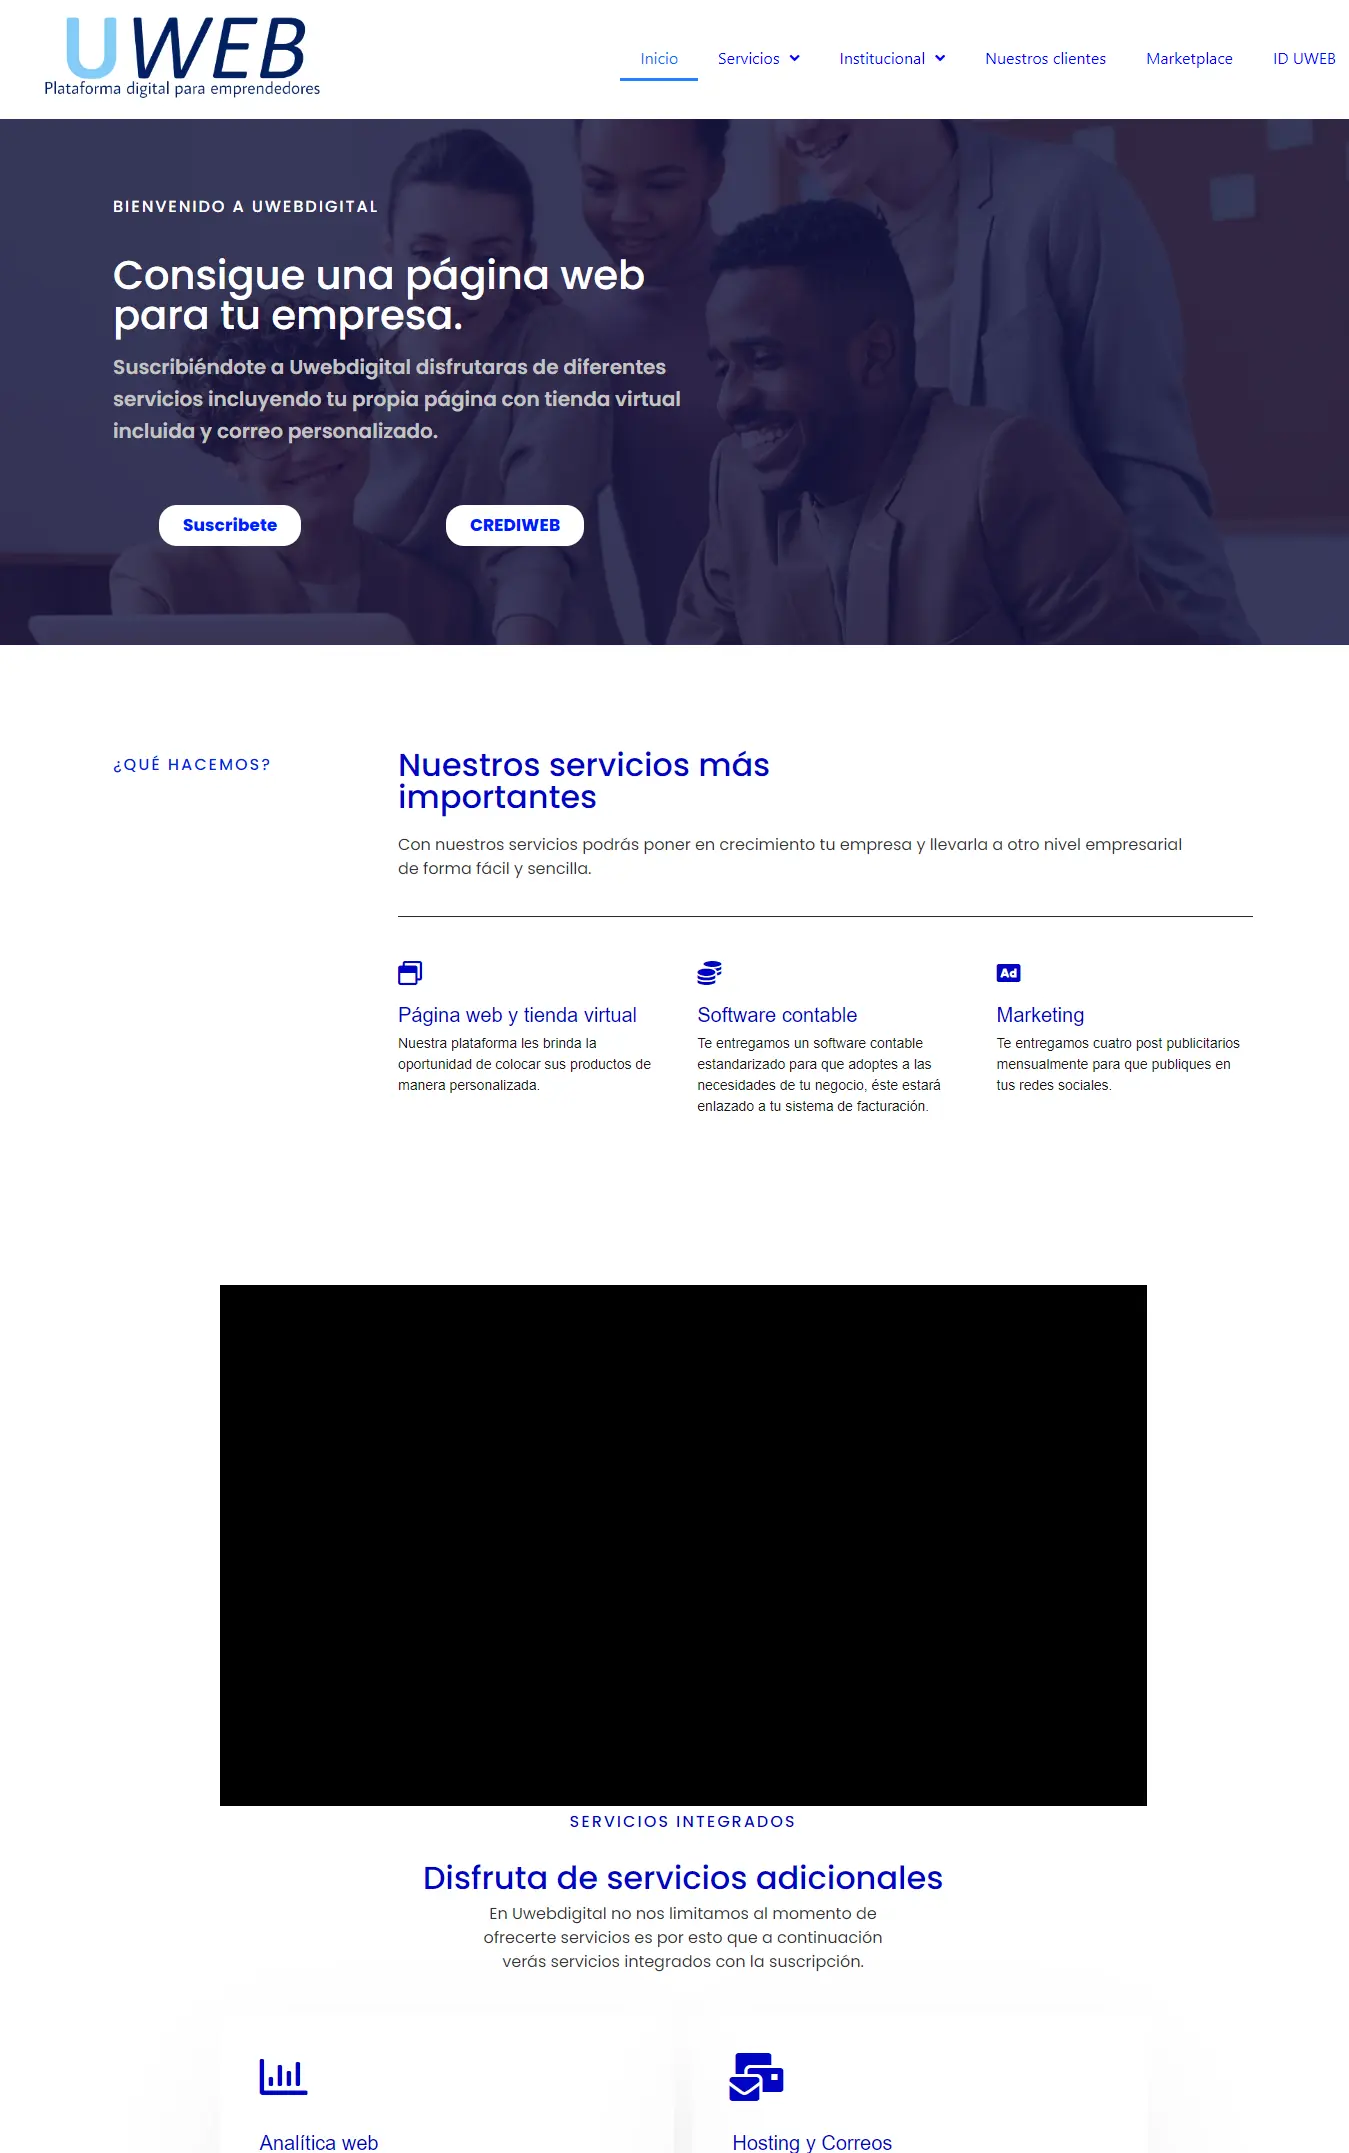 UWEB
Plataforma digital para emprendedores
Inicio
Servicios
Institucional
Nuestros clientes
Marketplace
ID UWEB
BIENVENIDO A UWEBDIGITAL
Consigue una página web
para tu empresa.
Suscribiéndote a Uwebdigital disfrutaras de diferentes
servicios incluyendo tu propia página con tienda virtual
incluida y correo personalizado.
Suscribete
CREDIWEB
¿QUÉ HACEMOS?
Nuestros servicios más
importantes
Con nuestros servicios podrás poner en crecimiento tu empresa y llevarla a otro nivel empresarial
de forma fácil y sencilla.
Página web y tienda virtual
Nuestra plataforma les brinda la
oportunidad de colocar sus productos de
manera personalizada.
Software contable
Te entregamos un software contable
estandarizado para que adoptes a las
necesidades de tu negocio, éste estará
enlazado a tu sistema de facturación.
Ad
Marketing
Te entregamos cuatro post publicitarios
mensualmente para que publiques en
tus redes sociales.
SERVICIOS INTEGRADOS
Disfruta de servicios adicionales
En Uwebdigital no nos limitamos al momento de
ofrecerte servicios es por esto que a continuación
verás servicios integrados con la suscripción.
Analítica web
Hosting y Correos